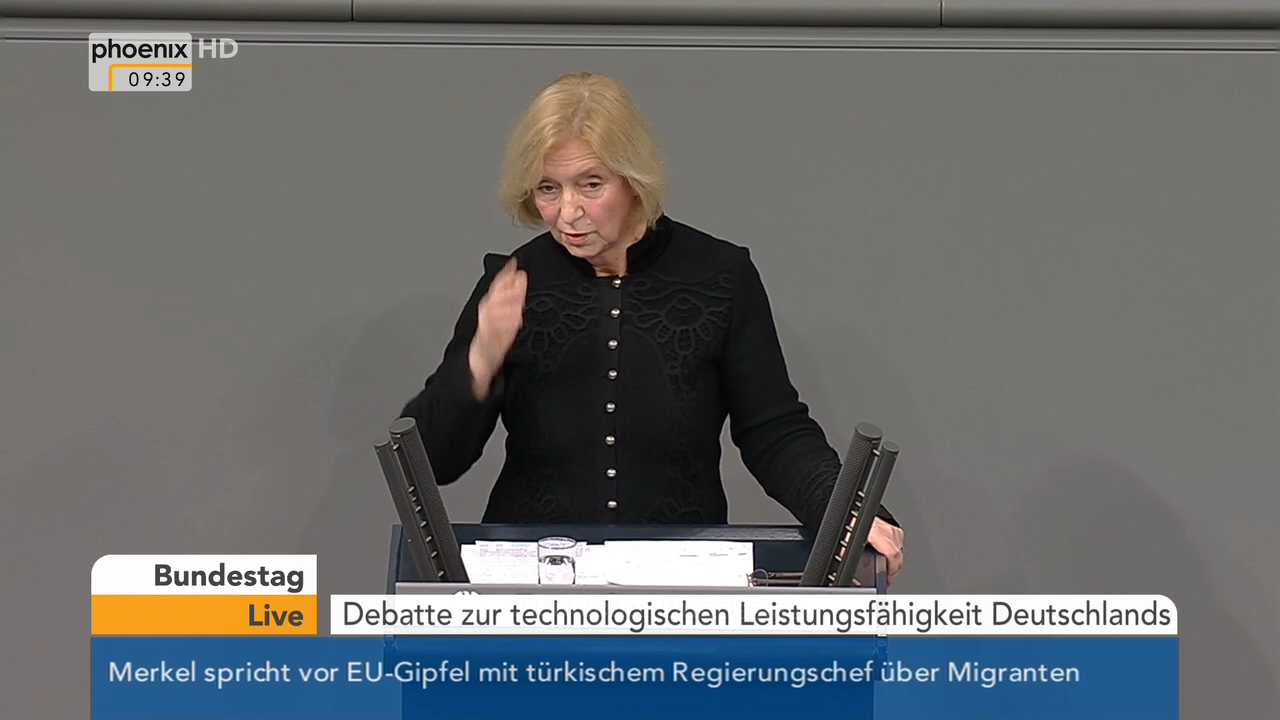 phoenix HD
09:39
Bundestag
Live
Debatte zur technologischen Leistungsfähigkeit Deutschlands
Merkel spricht vor EU-Gipfel mit türkischem Regierungschef über Migranten